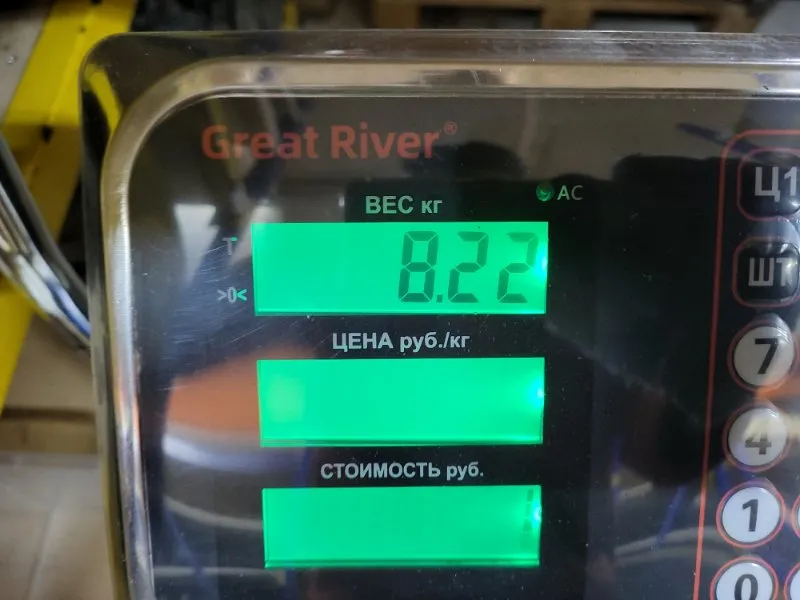 Great River®
ВЕС кг
AC
Ц1
T
8.22
>0<
ШТ
ЦЕНА руб./кг
7
4
СТОИМОСТЬ руб.
1
0